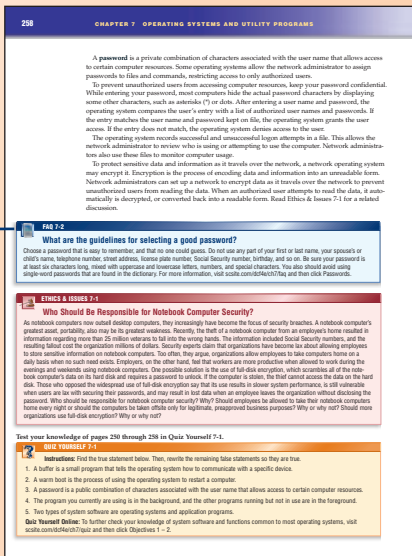 258
CHAPTER 7 OPERATING SYSTEMS AND UTILITY PROGRAMS
A password is a private combination of characters associated with the user name that allows access
to certain computer resources. Some operating systems allow the network administrator to assign
passwords to files and commands, restricting access to only authorized users.
To prevent unauthorized users from accessing computer resources, keep your password confidential.
While entering your password, most computers hide the actual password characters by displaying
some other characters, such as asterisks (*) or dots. After entering a user name and password, the
operating system compares the user's entry with a list of authorized user names and passwords. If
the entry matches the user name and password kept on file, the operating system grants the user
access. If the entry does not match, the operating system denies access to the user.
The operating system records successful and unsuccessful logon attempts in a file. This allows the
network administrator to review who is using or attempting to use the computer. Network administra-
tors also use these files to monitor computer usage.
To protect sensitive data and information as it travels over the network, a network operating system
may encrypt it. Encryption is the process of encoding data and information into an unreadable form.
Network administrators can set up a network to encrypt data as it travels over the network to prevent
unauthorized users from reading the data. When an authorized user attempts to read the data, it auto-
matically is decrypted, or converted back into a readable form. Read Ethics & Issues 7-1 for a related
discussion.
FAQ 7-2
What are the guidelines for selecting a good password?
Choose a password that is easy to remember, and that no one could guess. Do not use any part of your first or last name, your spouse's or
child's name, telephone number, street address, license plate number, Social Security number, birthday, and so on. Be sure your password is
at least six characters long, mixed with uppercase and lowercase letters, numbers, and special characters. You also should avoid using
single-word passwords that are found in the dictionary. For more information, visit scsite.com/dcf4e/ch7/faq and then click Passwords.
ETHICS & ISSUES 7-1
Who Should Be Responsible for Notebook Computer Security?
As notebook computers now outsell desktop computers, they increasingly have become the focus of security breaches. A notebook computer's
greatest asset, portability, also may be its greatest weakness. Recently, the theft of a notebook computer from an employee's home resulted in
information regarding more than 25 million veterans to fall into the wrong hands. The information included Social Security numbers, and the
resulting fallout cost the organization millions of dollars. Security experts claim that organizations have become lax about allowing employees
to store sensitive information on notebook computers. Too often, they argue, organizations allow employees to take computers home on a
daily basis when no such need exists. Employers, on the other hand, feel that workers are more productive when allowed to work during the
evenings and weekends using notebook computers. One possible solution is the use of full-disk encryption, which scrambles all of the note-
book computer's data on its hard disk and requires a password to unlock. If the computer is stolen, the thief cannot access the data on the hard
disk. Those who opposed the widespread use of full-disk encryption say that its use results in slower system performance, is still vulnerable
when users are lax with securing their passwords, and may result in lost data when an employee leaves the organization without disclosing the
password. Who should be responsible for notebook computer security? Why? Should employees be allowed to take their notebook computers
home every night or should the computers be taken offsite only for legitimate, preapproved business purposes? Why or why not? Should more
organizations use full-disk encryption? Why or why not?
Test your knowledge of pages 250 through 258 in Quiz Yourself 7-1.
QUIZ YOURSELF 7-1
Instructions: Find the true statement below. Then, rewrite the remaining false statements so they are true.
1. A buffer is a small program that tells the operating system how to communicate with a specific device.
2. A warm boot is the process of using the operating system to restart a computer.
3. A password is a public combination of characters associated with the user name that allows access to certain computer resources.
4. The program you currently are using is in the background, and the other programs running but not in use are in the foreground.
5. Two types of system software are operating systems and application programs.
Quiz Yourself Online: To further check your knowledge of system software and functions common to most operating systems, visit
scsite.com/dcf4e/ch7/quiz and then click Objectives 1 – 2.